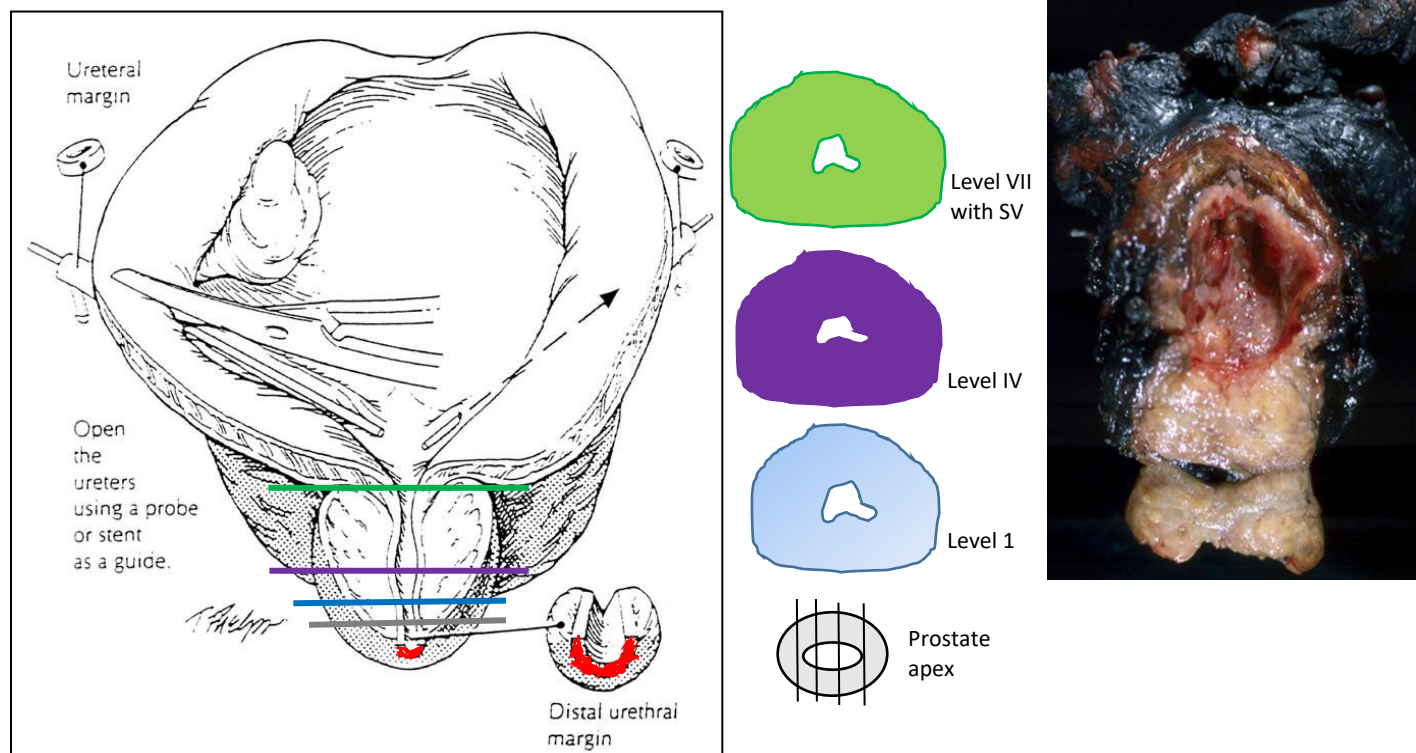 Ureteral
margin
Open
the
ureters
using a probe
or stent
as a guide.
Distal urethral
margin
Level VII
with SV
Level IV
Level 1
Prostate
apex